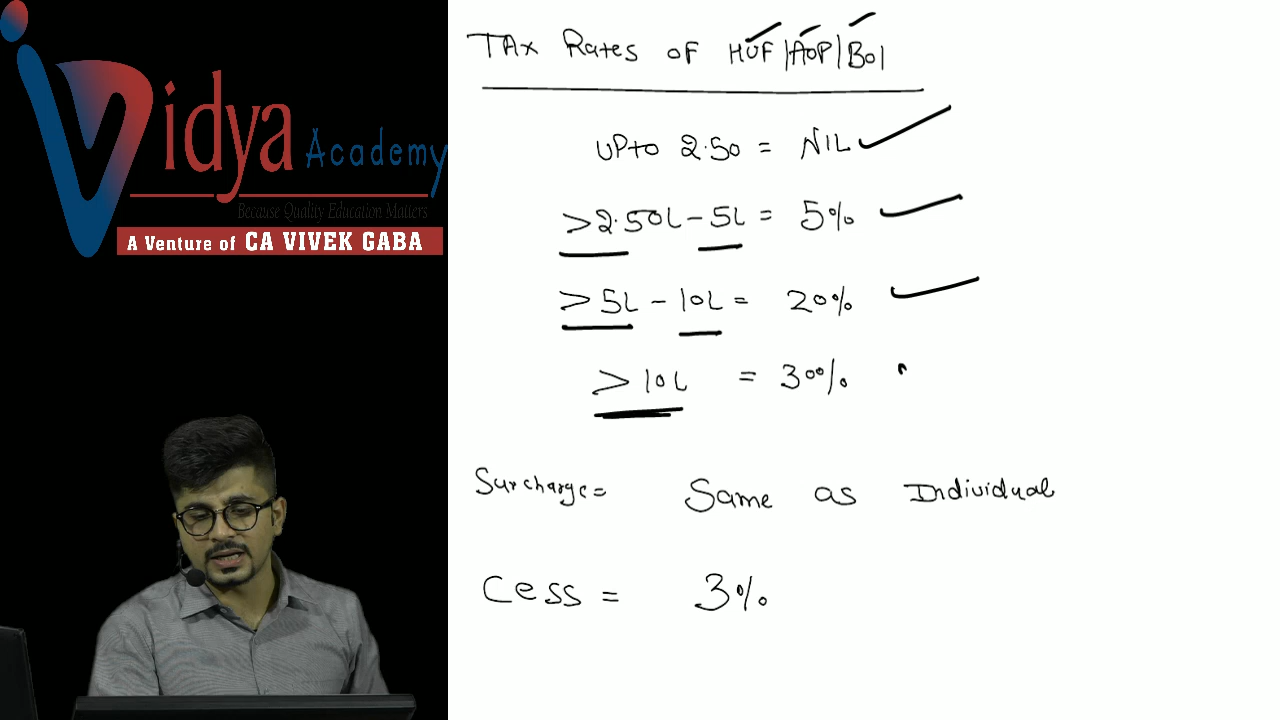 Vidya
Academy
Because Quality Education Matters
A Venture of CA VIVEK GABA
TAx Rates of HUF|AOP|BOI
UPto 2.50 = NIL
>2.50L - 5L = 5%
>5L - 10L = 20%
>10L = 30%
Surcharge = Same as Individual
Cess = 3%